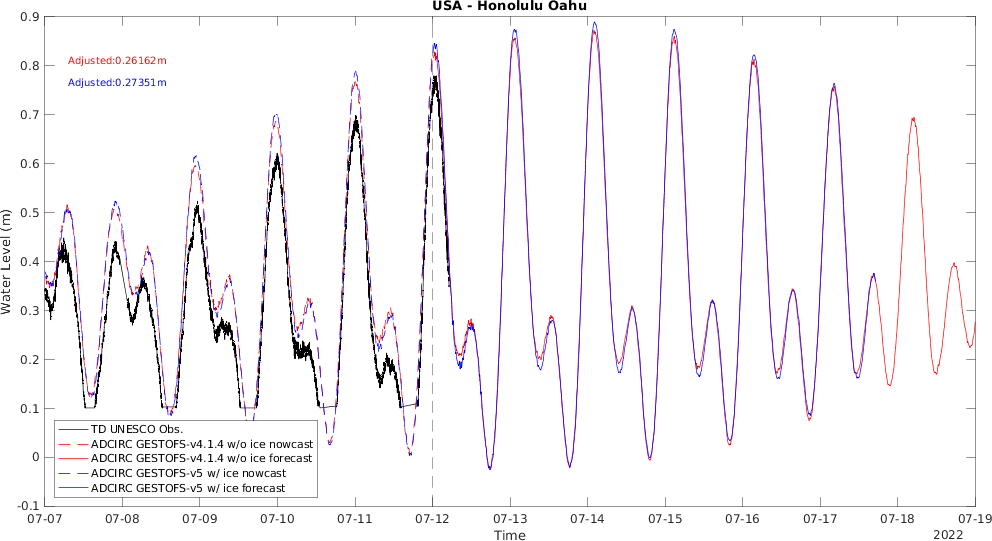 USA - Honolulu Oahu
0.9
0.8
0.7
0.6
0.5
0.4
0.3
0.2
0.1
0
-0.1
Water Level (m)
Adjusted:0.26162m
Adjusted:0.27351m
TD UNESCO Obs.
ADCIRC GESTOFS-v4.1.4 w/o ice nowcast
ADCIRC GESTOFS-v4.1.4 w/o ice forecast
ADCIRC GESTOFS-v5 w/ ice nowcast
ADCIRC GESTOFS-v5 w/ ice forecast
07-07 07-08 07-09 07-10 07-11 07-12 07-13 07-14 07-15 07-16 07-17 07-18 07-19
Time
2022